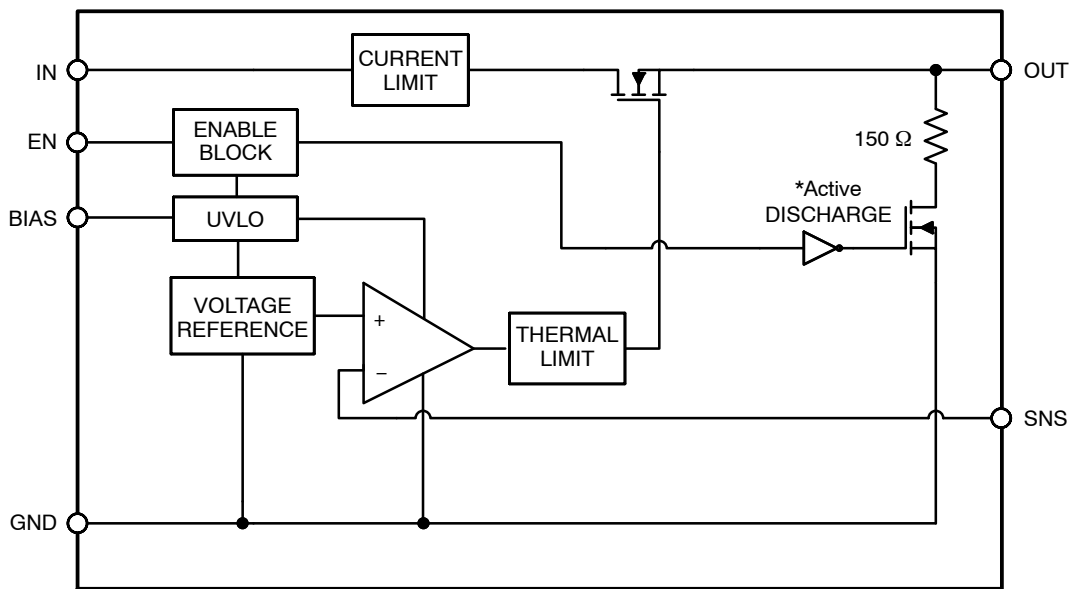 IN
CURRENT
LIMIT
OUT
EN
ENABLE
BLOCK
150 Ω
*Active
DISCHARGE
BIAS
UVLO
VOLTAGE
REFERENCE
+
−
THERMAL
LIMIT
SNS
GND